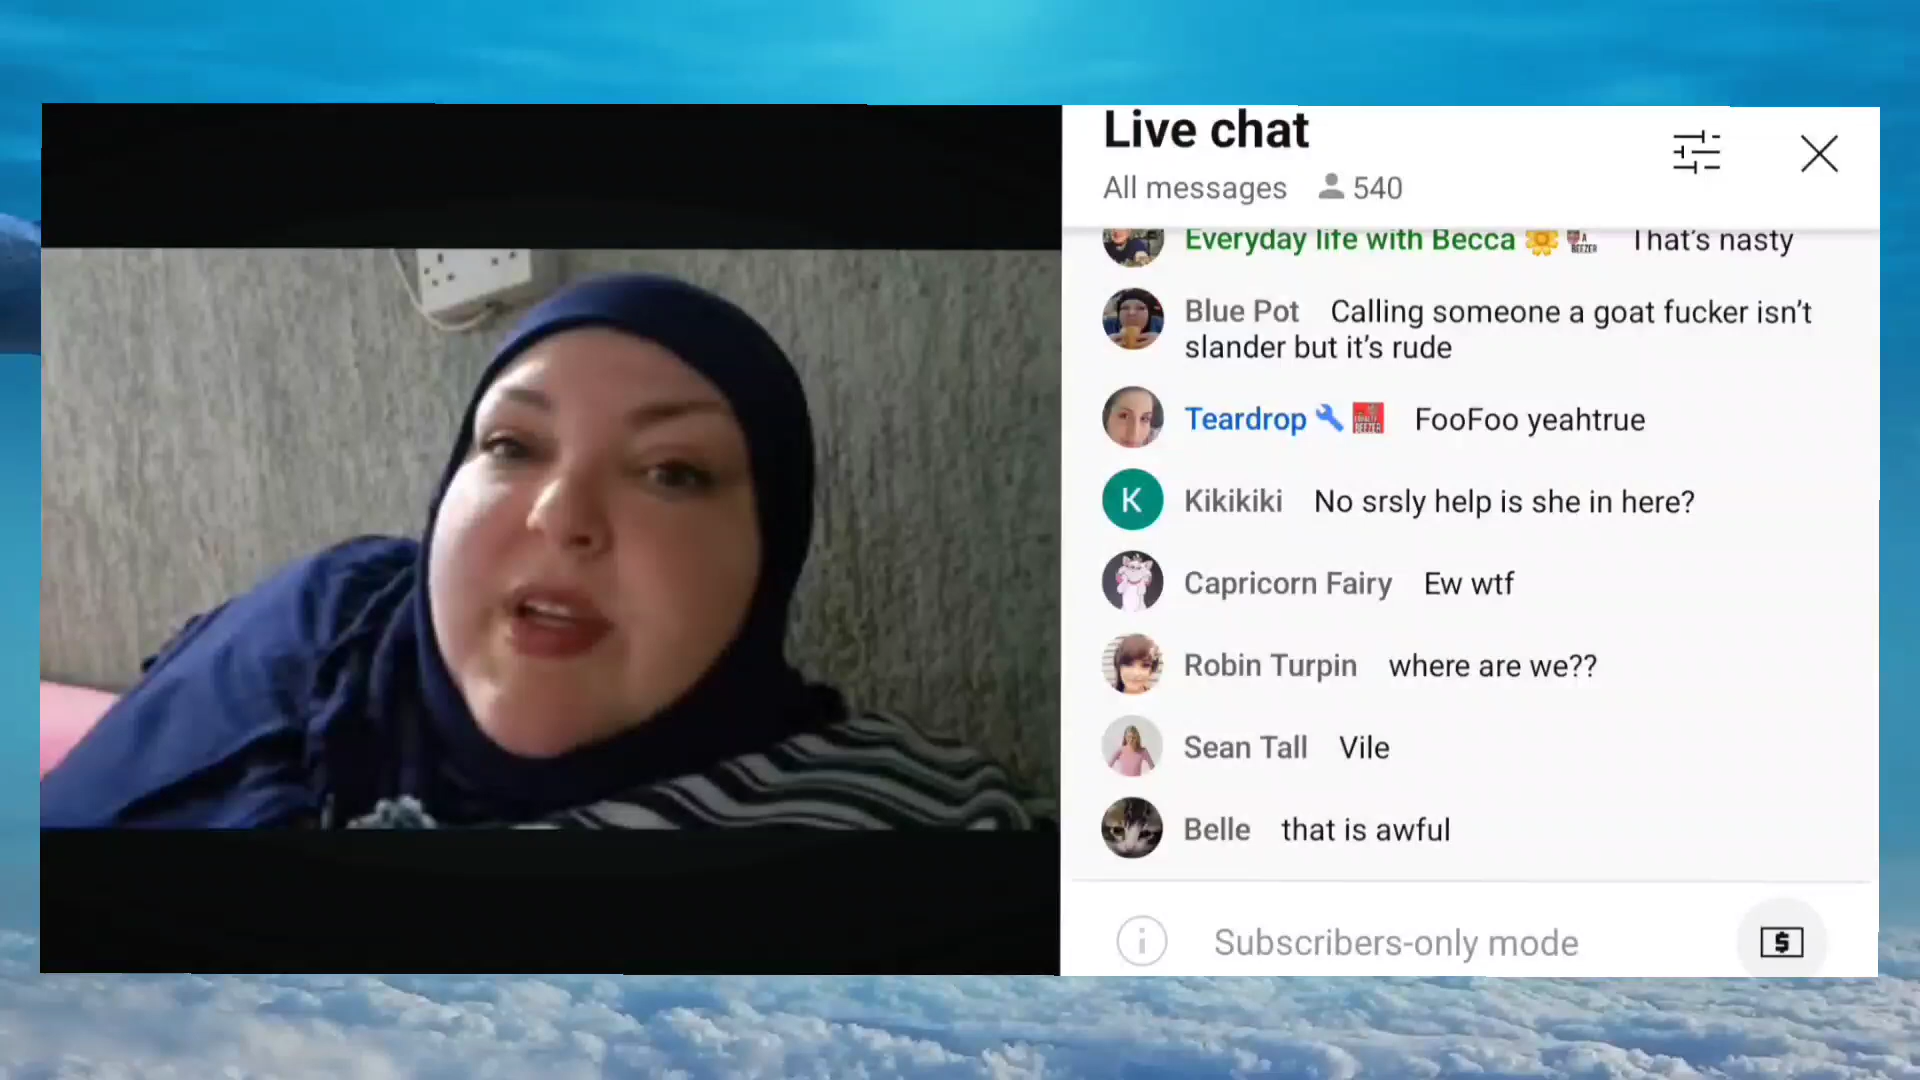 Live chat
All messages 540
Everyday life with Becca A BEEZER That's nasty
Blue Pot Calling someone a goat fucker isn't
slander but it's rude
Teardrop BEEZER FooFoo yeahtrue
K Kikikiki No srsly help is she in here?
Capricorn Fairy Ew wtf
Robin Turpin where are we??
Sean Tall Vile
Belle that is awful
Subscribers-only mode $